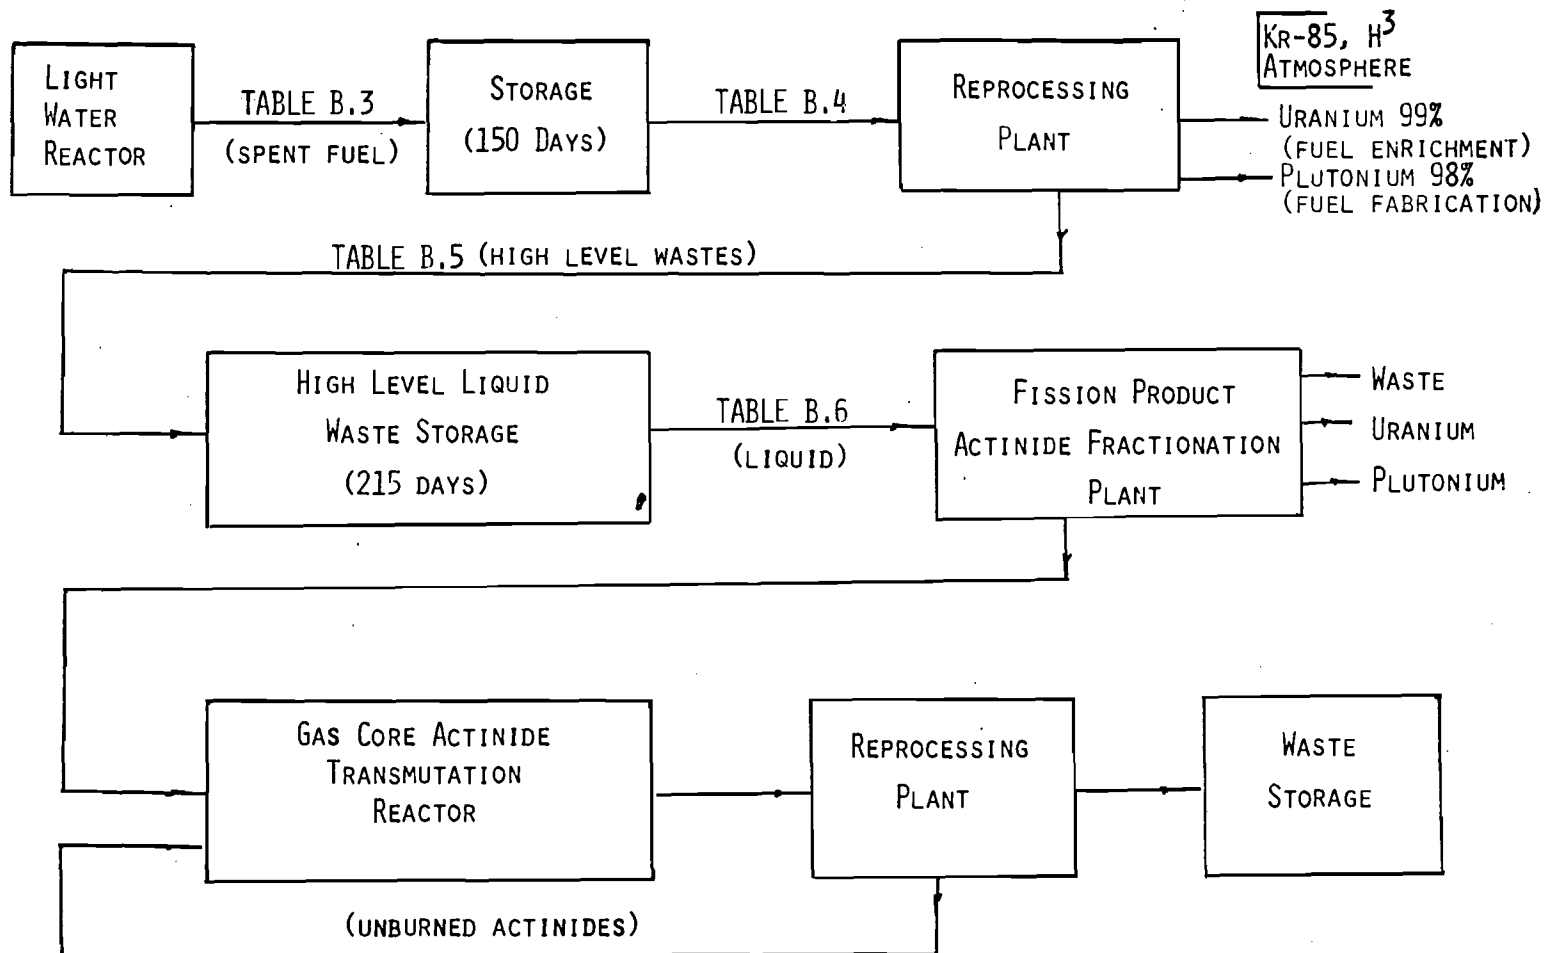 LIGHT
WATER
REACTOR
TABLE B.3
(SPENT FUEL)
STORAGE
(150 DAYS)
TABLE B.4
REPROCESSING
PLANT
KR-85, H³
ATMOSPHERE
URANIUM 99%
(FUEL ENRICHMENT)
PLUTONIUM 98%
(FUEL FABRICATION)
TABLE B.5 (HIGH LEVEL WASTES)
HIGH LEVEL LIQUID
WASTE STORAGE
(215 DAYS)
TABLE B.6
(LIQUID)
FISSION PRODUCT
ACTINIDE FRACTIONATION
PLANT
WASTE
URANIUM
PLUTONIUM
GAS CORE ACTINIDE
TRANSMUTATION
REACTOR
REPROCESSING
PLANT
WASTE
STORAGE
(UNBURNED ACTINIDES)